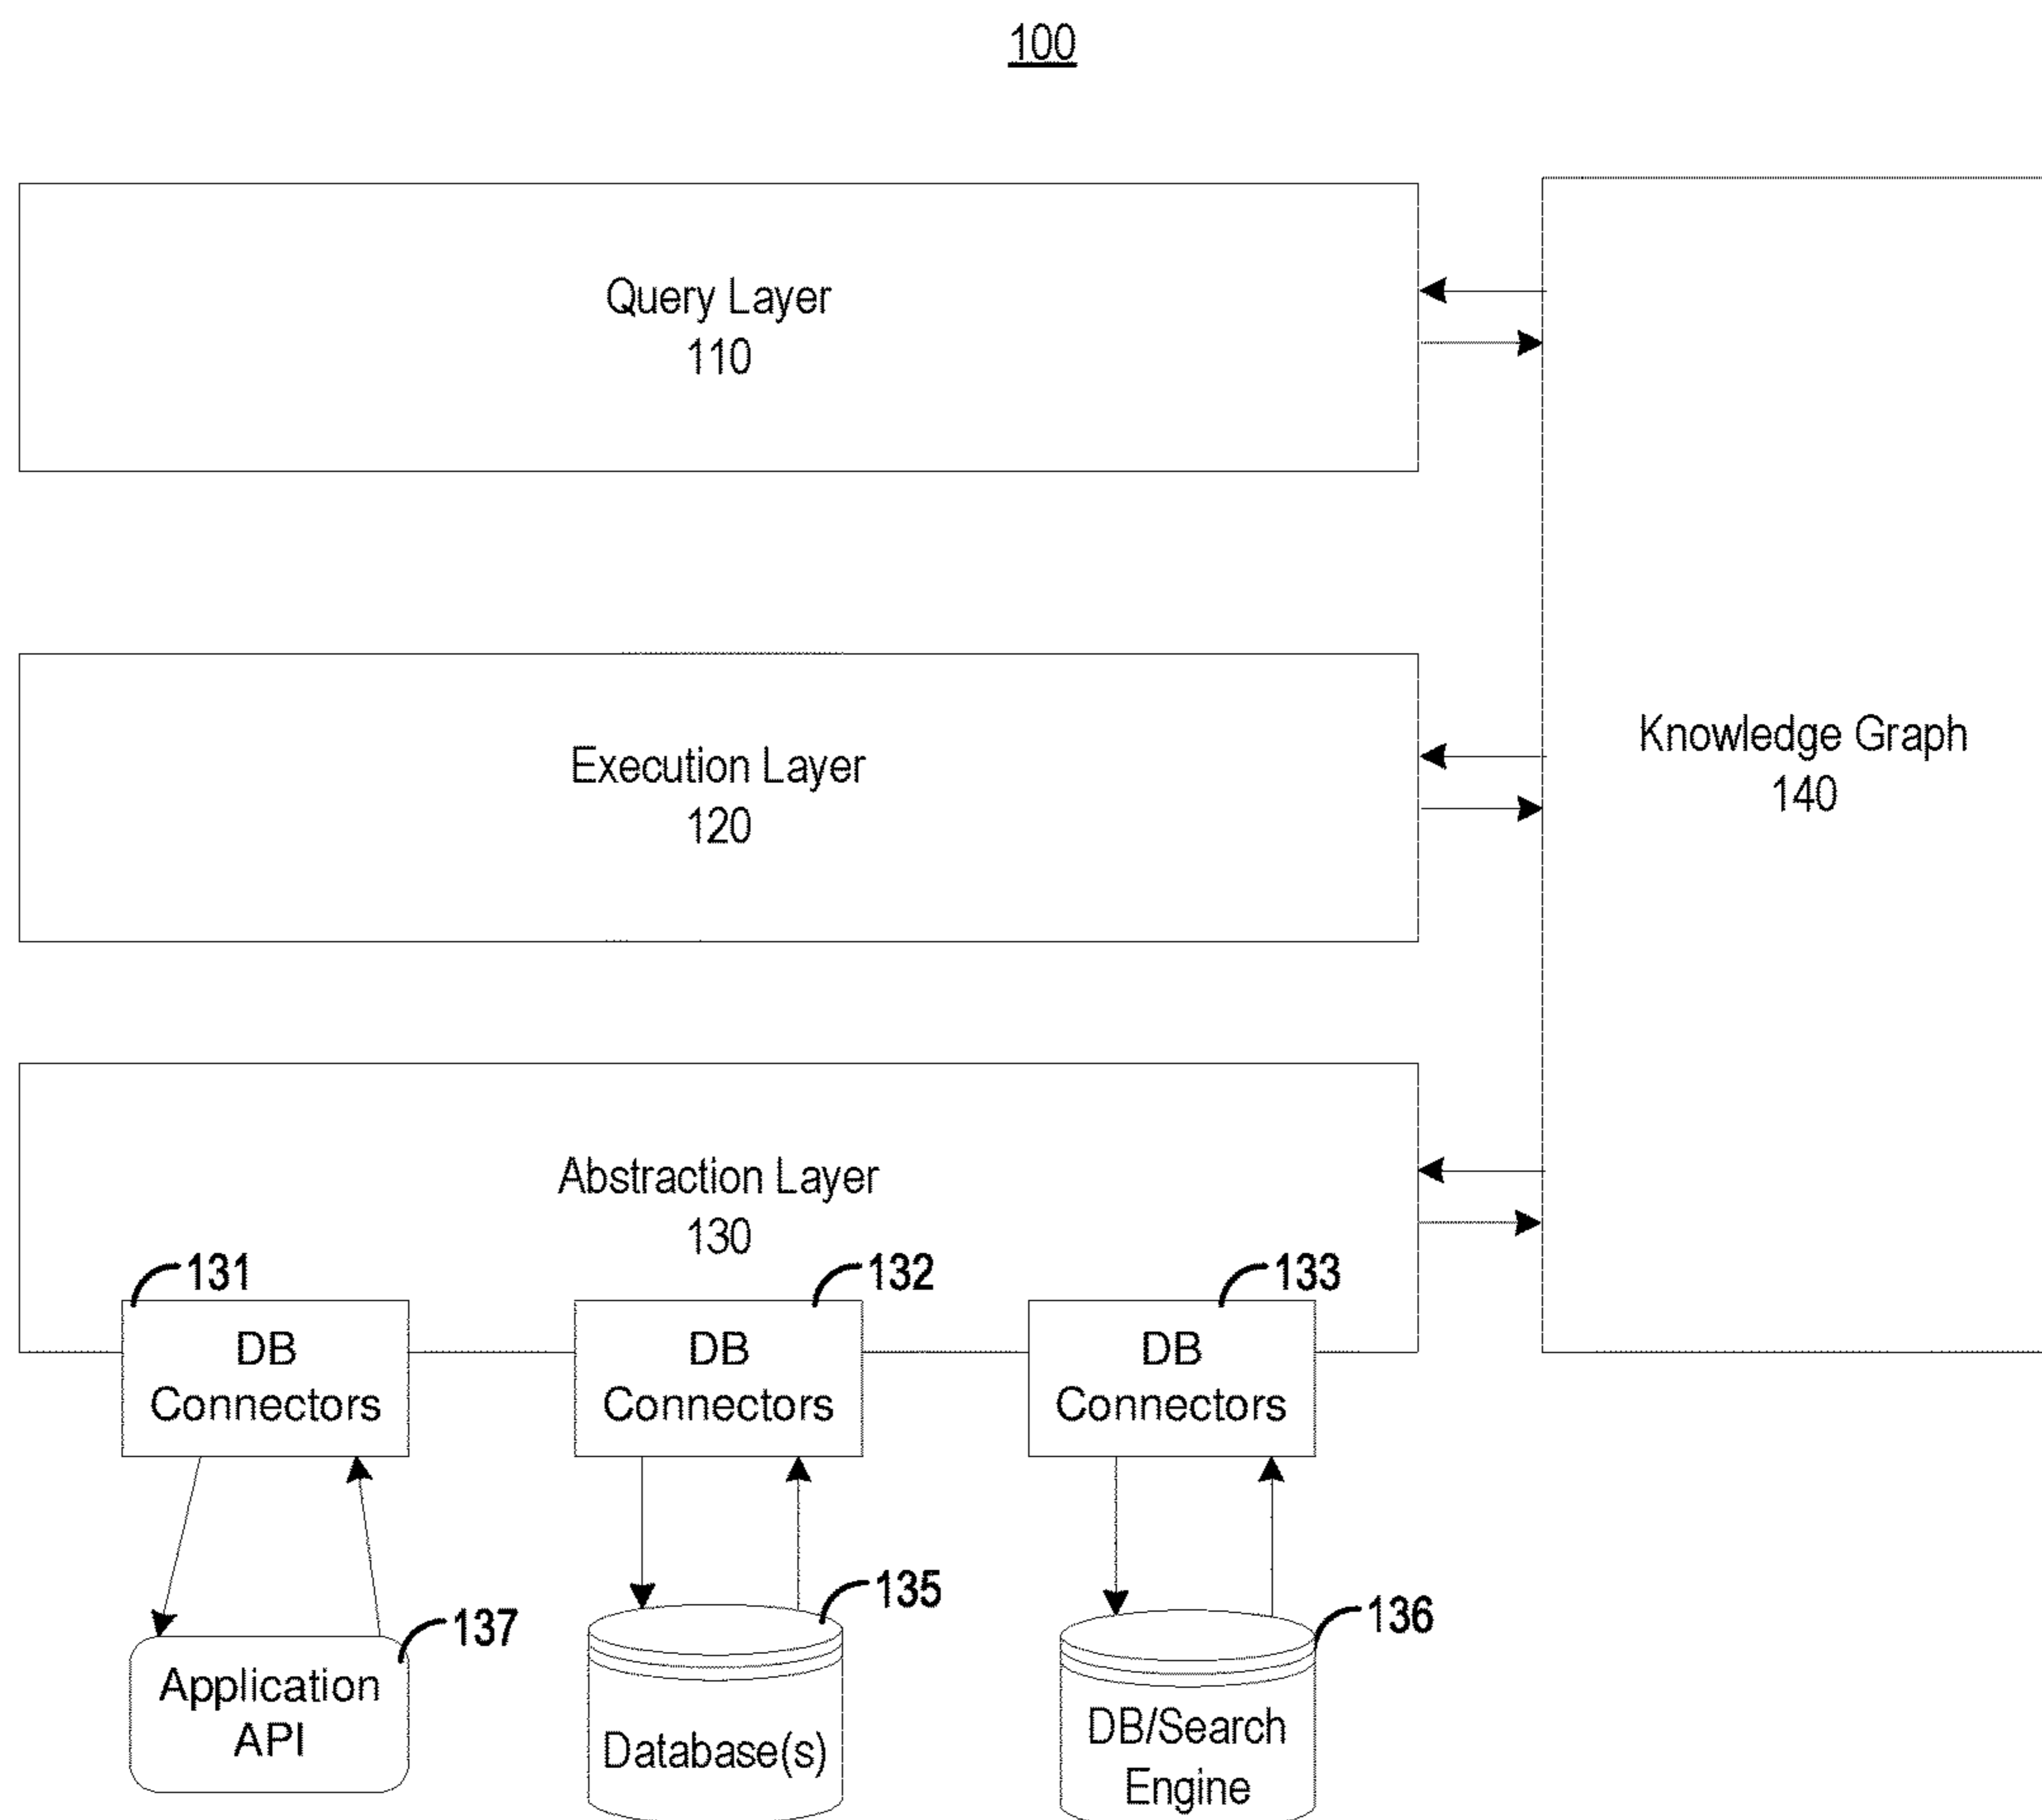 100
Query Layer
110
Execution Layer
120
Knowledge Graph
140
Abstraction Layer
130
131
132
133
DB
Connectors
DB
Connectors
DB
Connectors
137
135
136
Application
API
Database(s)
DB/Search
Engine